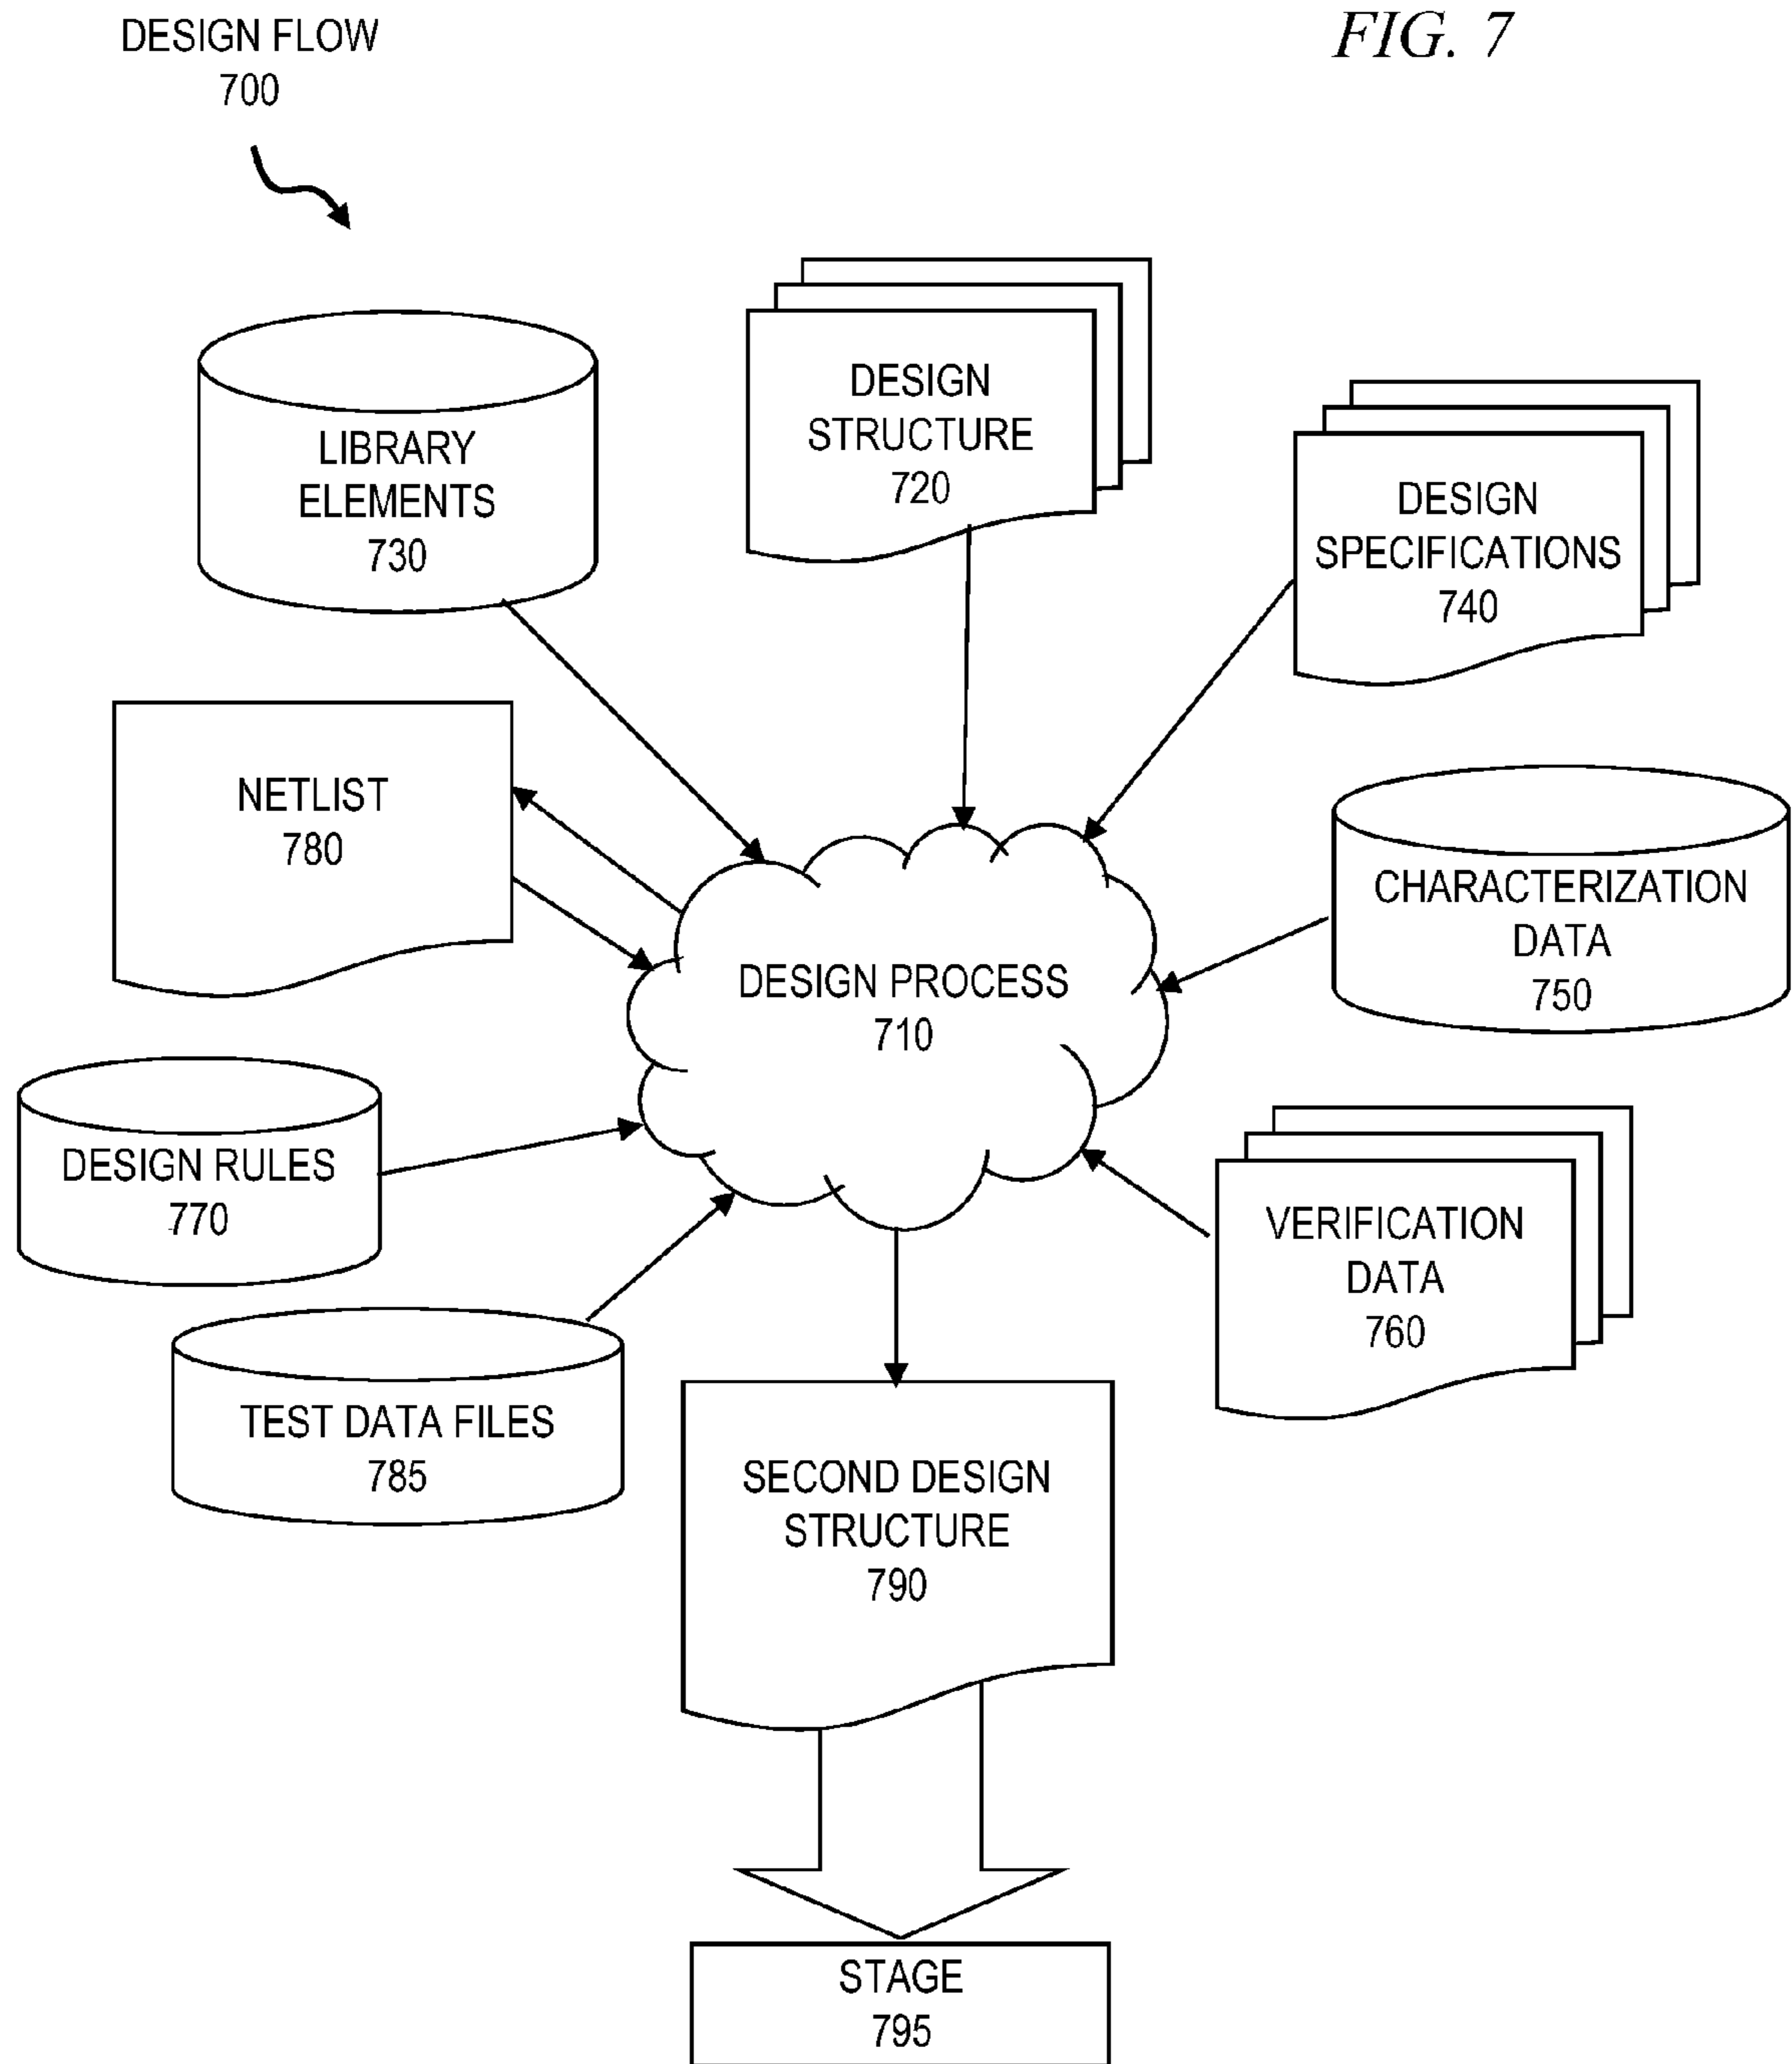 DESIGN FLOW
700
FIG. 7
DESIGN
STRUCTURE
720
LIBRARY
ELEMENTS
730
DESIGN
SPECIFICATIONS
740
NETLIST
780
CHARACTERIZATION
DATA
750
DESIGN PROCESS
710
DESIGN RULES
770
VERIFICATION
DATA
760
TEST DATA FILES
785
SECOND DESIGN
STRUCTURE
790
STAGE
795